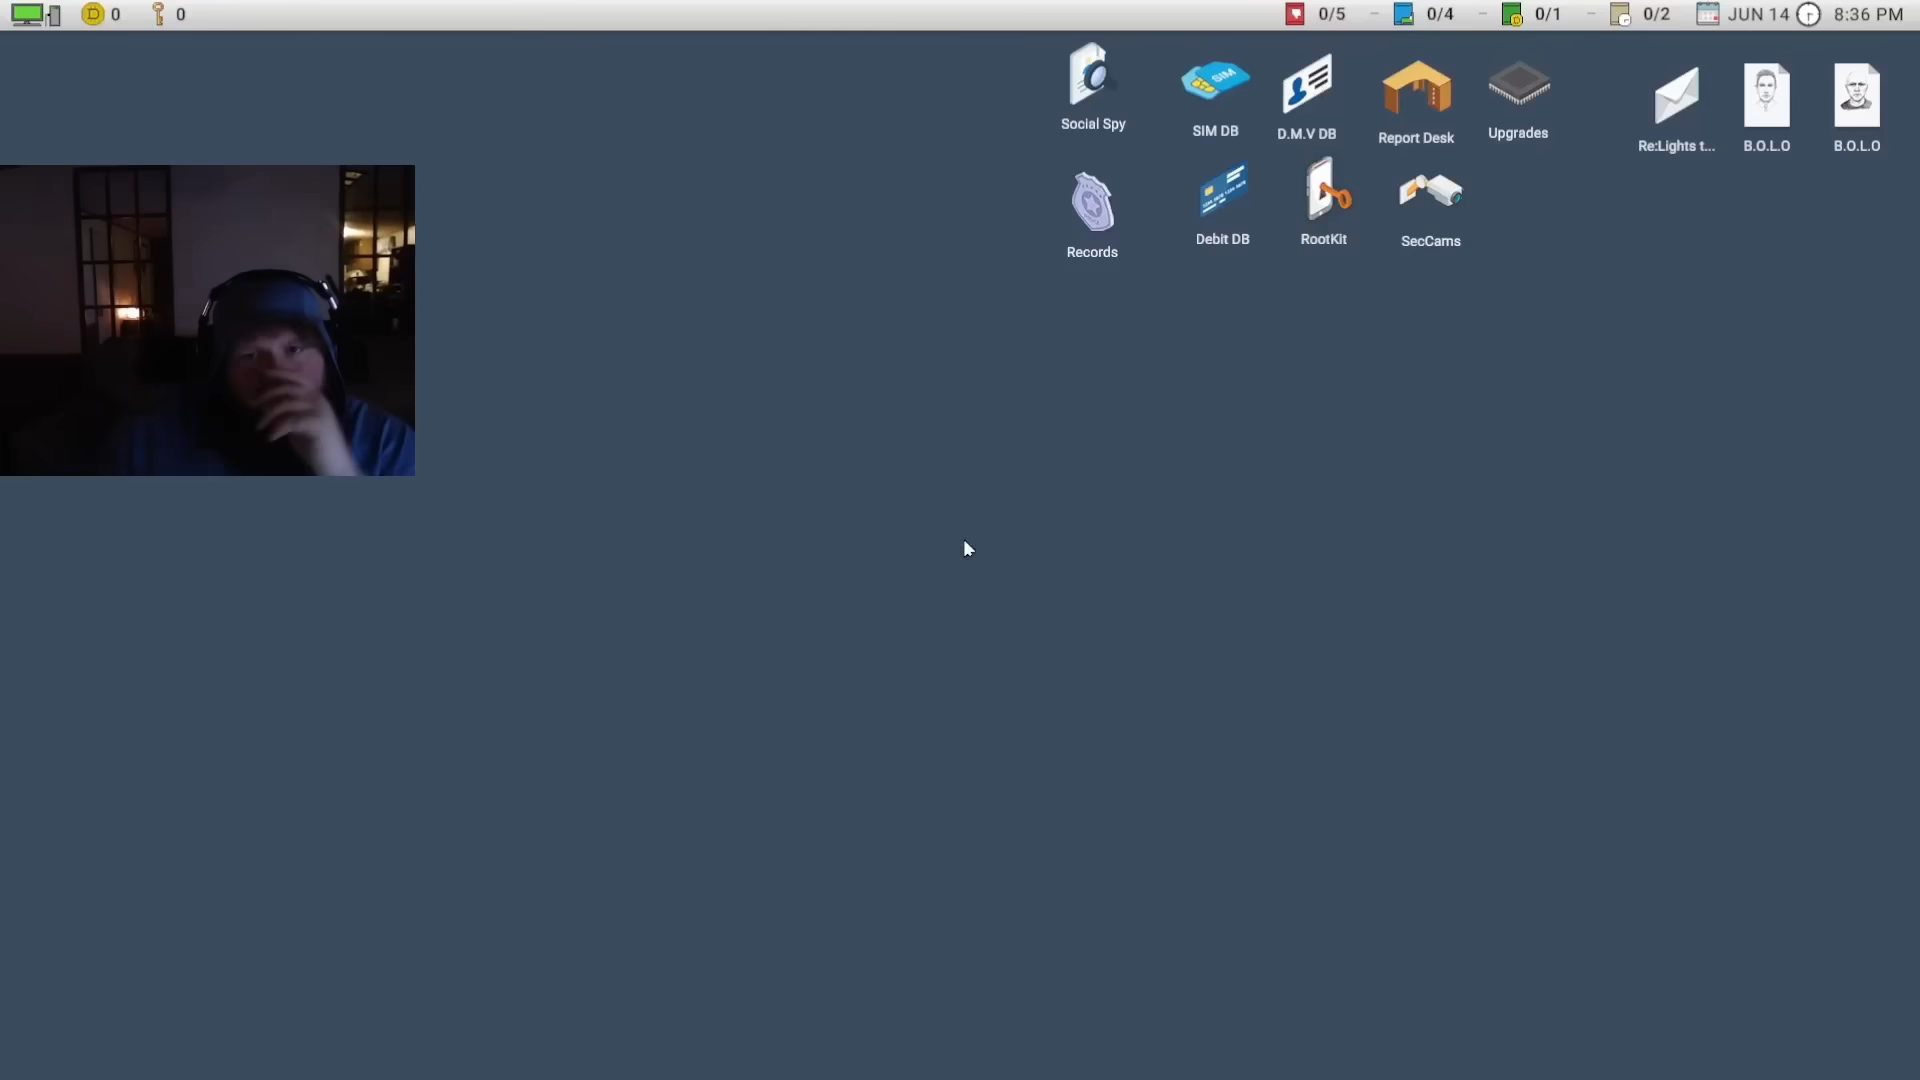 0 0 0/5 - 0/4 - 0/1 - 0/2 JUN 14 8:36 PM
Social Spy
SIM
SIM DB
D.M.V DB
Report Desk
Upgrades
Re:Lights t...
B.O.L.O
B.O.L.O
Records
Debit DB
RootKit
SecCams